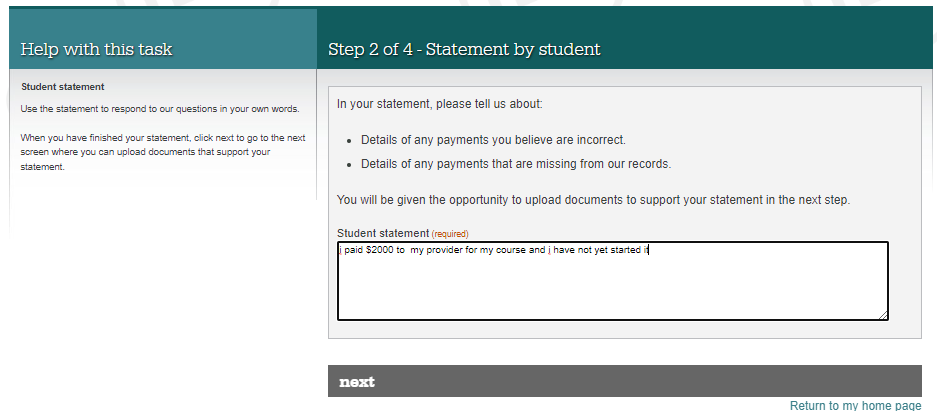 Help with this task
Step 2 of 4 - Statement by student
Student statement
Use the statement to respond to our questions in your own words.
When you have finished your statement, click next to go to the next
screen where you can upload documents that support your
statement.
In your statement, please tell us about:
• Details of any payments you believe are incorrect.
• Details of any payments that are missing from our records.
You will be given the opportunity to upload documents to support your statement in the next step.
Student statement (required)
i paid $2000 to  my provider for my course and i have not yet started it
next
Return to my home page